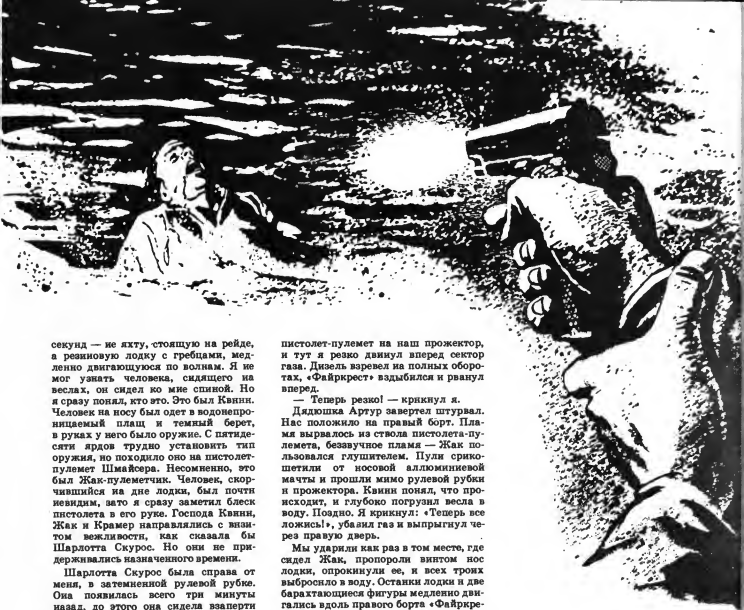 секунд — не яхту, стоящую на рейде,
а резиновую лодку с гребцами, мед-
ленно двигающуюся по волнам. Я не
мог узнать человека, сидящего на
веслах, он сидел ко мне спиной. Но
я сразу понял, кто это. Это был Квинн.
Человек на носу был одет в водонепро-
ницаемый плащ и темный берет,
в руках у него было оружие. С пятиде-
сяти ярдов трудно установить тип
оружия, но походило оно на пистолет-
пулемет Шмайсера. Несомненно, это
был Жак-пулеметчик. Человек, скор-
чившийся на дне лодки, был почти
невидим, зато я сразу заметил блеск
пистолета в его руке. Господа Квинн,
Жак и Крамер направлялись с визи-
том вежливости, как сказала бы
Шарлотта Скурос. Но они не при-
держивались назначенного времени.
Шарлотта Скурос была справа от
меня, в затемненной рулевой рубке.
Она появилась всего три минуты
назад, до этого она сидела взаперти
пистолет-пулемет на наш прожектор,
и тут я резко двинул вперед сектор
газа. Дизель взревел на полных оборо-
тах, «Файркрест» вздыбился и рванул
вперед.
— Теперь резко! — крикнул я.
Дядюшка Артур завертел штурвал.
Нас положило на правый борт. Пла-
мя вырвалось из ствола пистолета-пу-
лемета, беззвучное пламя — Жак по-
льзовался глушителем. Пули срико-
шетили от носовой аллюминиевой
мачты и прошли мимо рулевой рубки
и прожектора. Квинн понял, что про-
исходит, и глубоко погрузил весла в
воду. Поздно. Я крикнул: «Теперь все
ложись!», убавил газ и выпрыгнул че-
рез правую дверь.
Мы ударили как раз в том месте, где
сидел Жак, пропороли винтом нос
лодки, опрокинули ее, и всех троих
выбросило в воду. Останки лодки и две
барахтающиеся фигуры медленно дви-
гались вдоль правого борта «Файркре-